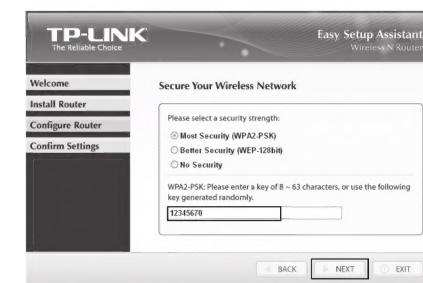 TP-LINK
The Reliable Choice
Easy Setup Assistant
Wireless N Router
Welcome
Install Router
Configure Router
Confirm Settings
Secure Your Wireless Network
Please select a security strength:
Most Security (WPA2-PSK)
Better Security (WEP-128bit)
No Security
WPA2-PSK: Please enter a key of 8 ~ 63 characters, or use the following
key generated randomly.
12345670
BACK
NEXT
EXIT